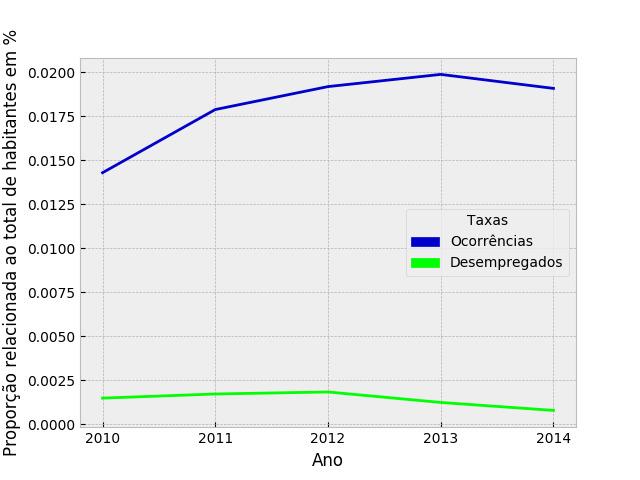 Proporção relacionada ao total de habitantes em %
0.0200
0.0175
0.0150
0.0125
0.0100
0.0075
0.0050
0.0025
0.0000
Taxas
Ocorrências
Desempregados
2010 2011 2012 2013 2014
Ano